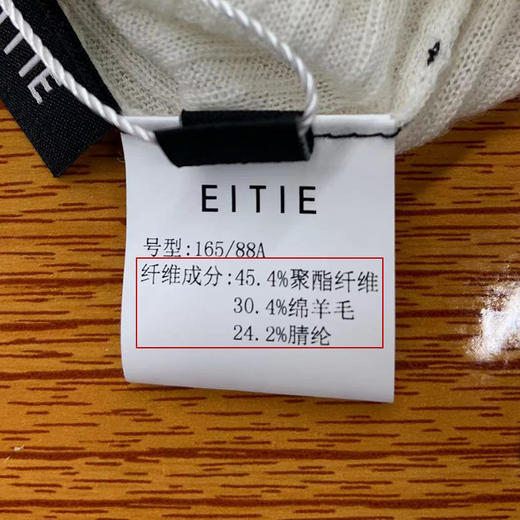 EITIE
EITIE
号型:165/88A
纤维成分:45.4%聚酯纤维
30.4%绵羊毛
24.2%腈纶